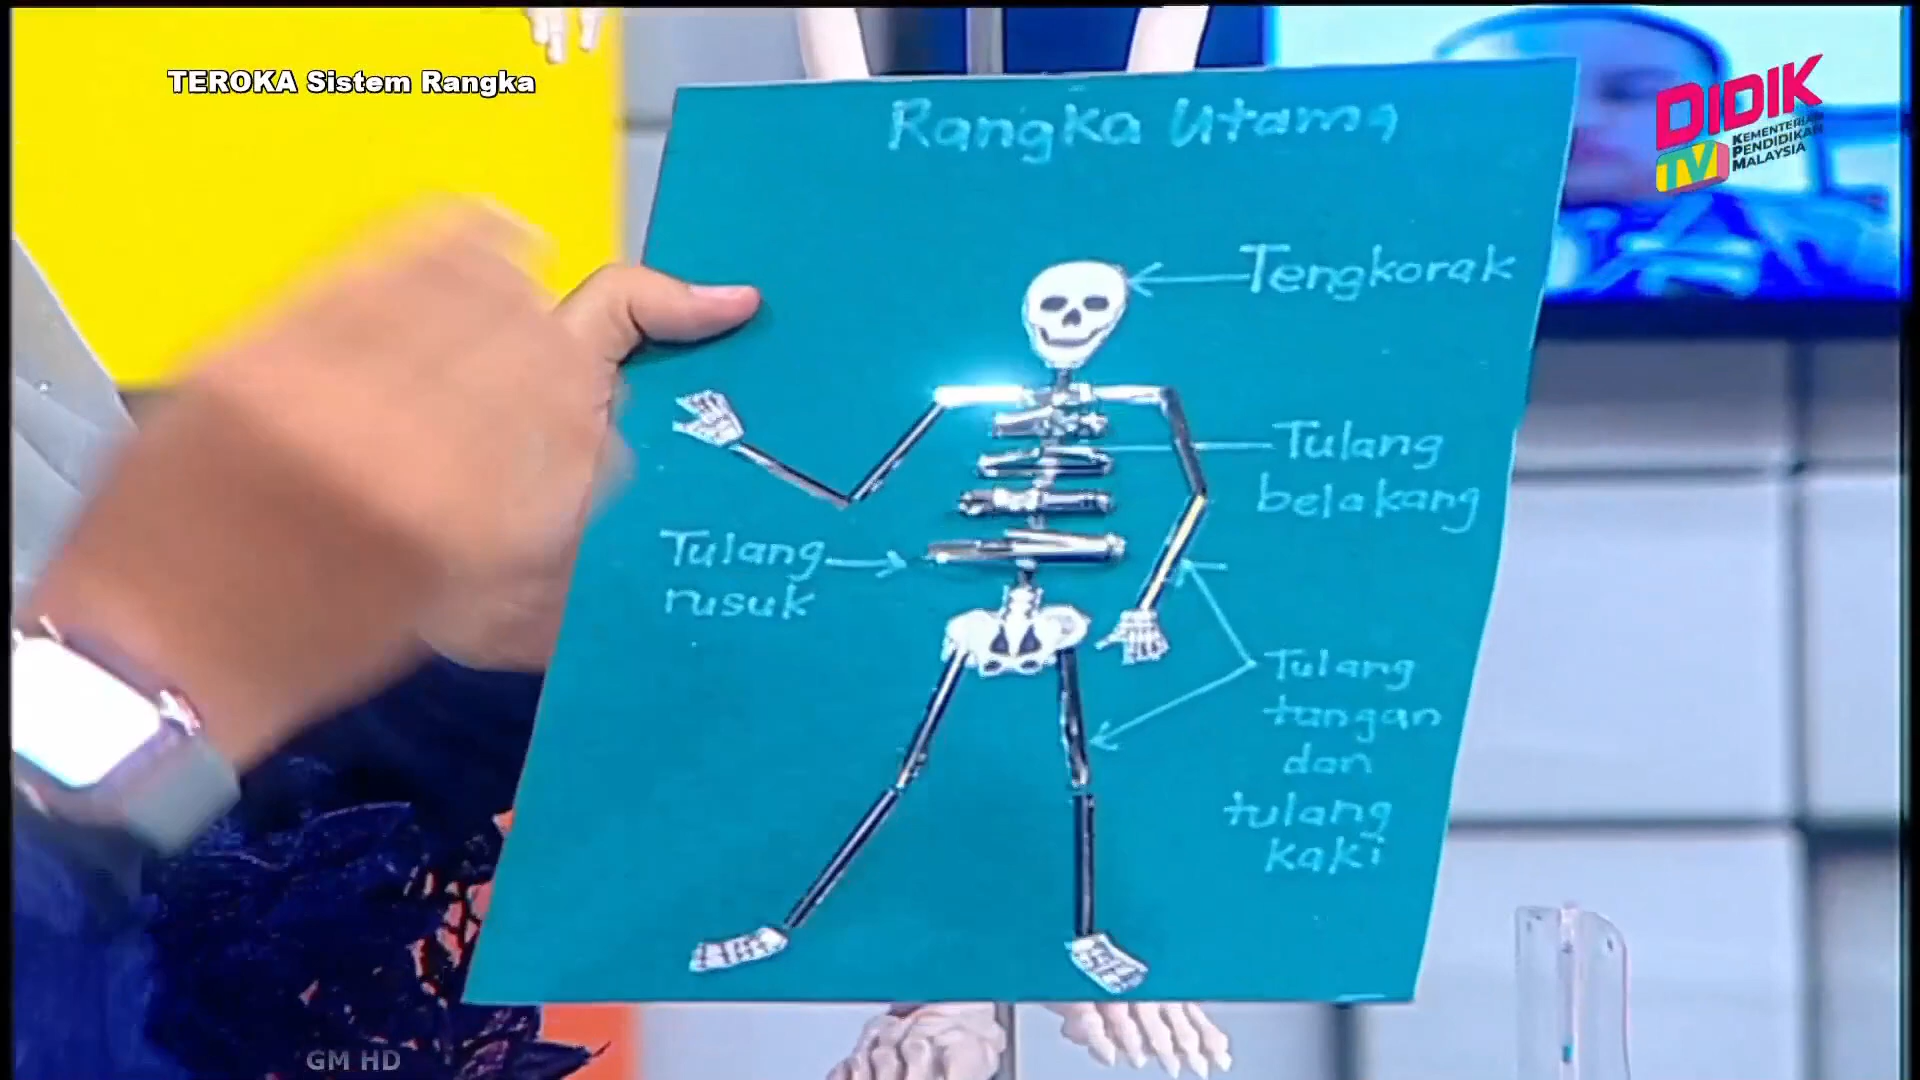 TEROKA Sistem Rangka
DIDIK
TV
KEMENTERIAN
PENDIDIKAN
MALAYSIA
Rangka Utama
Tengkorak
Tulang
belakang
Tulang
rusuk
Tulang
tangan
dan
tulang
kaki
GM HD